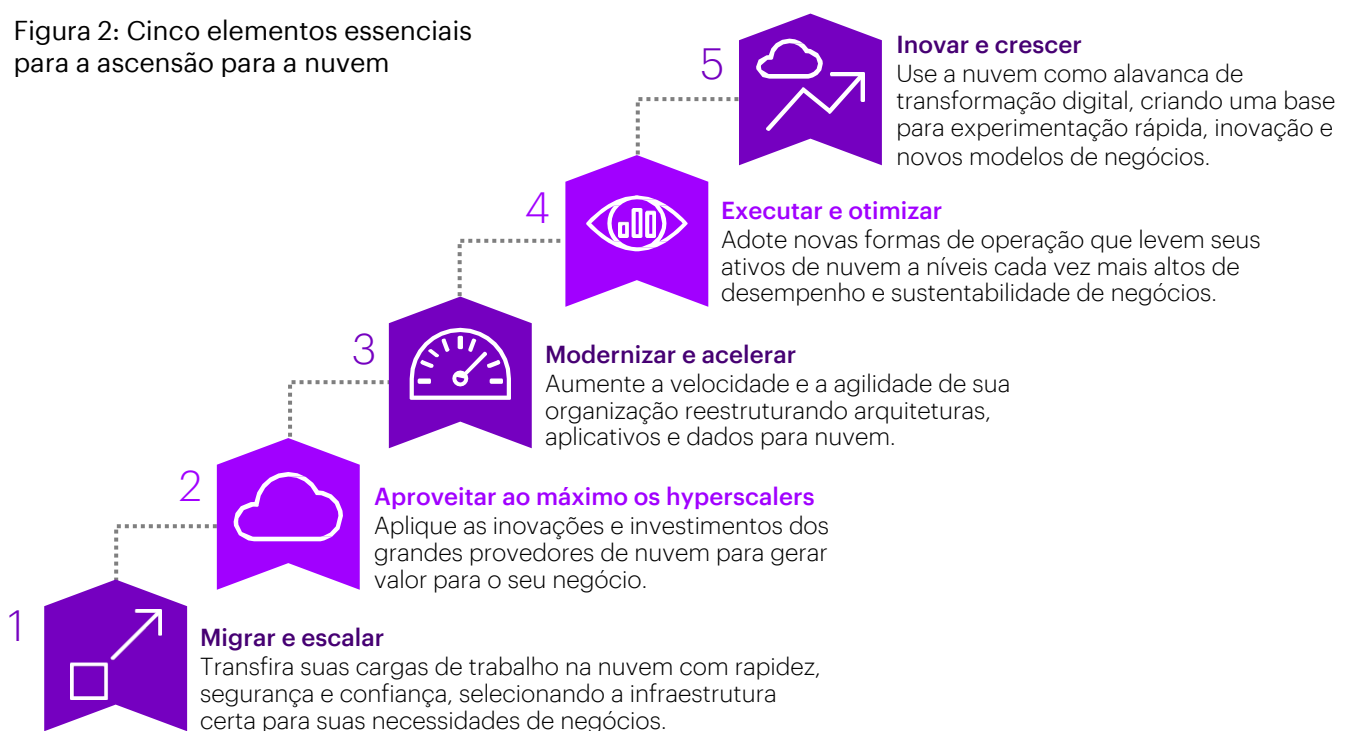 Figura 2: Cinco elementos essenciais
para a ascensão para a nuvem
5
Inovar e crescer
Use a nuvem como alavanca de
transformação digital, criando uma base
para experimentação rápida, inovação e
novos modelos de negócios.
4
Executar e otimizar
Adote novas formas de operação que levem seus
ativos de nuvem a níveis cada vez mais altos de
desempenho e sustentabilidade de negócios.
3
Modernizar e acelerar
Aumente a velocidade e a agilidade de sua
organização reestruturando arquiteturas,
aplicativos e dados para nuvem.
2
Aproveitar ao máximo os hyperscalers
Aplique as inovações e investimentos dos
grandes provedores de nuvem para gerar
valor para o seu negócio.
1
Migrar e escalar
Transfira suas cargas de trabalho na nuvem com rapidez,
segurança e confiança, selecionando a infraestrutura
certa para suas necessidades de negócios.